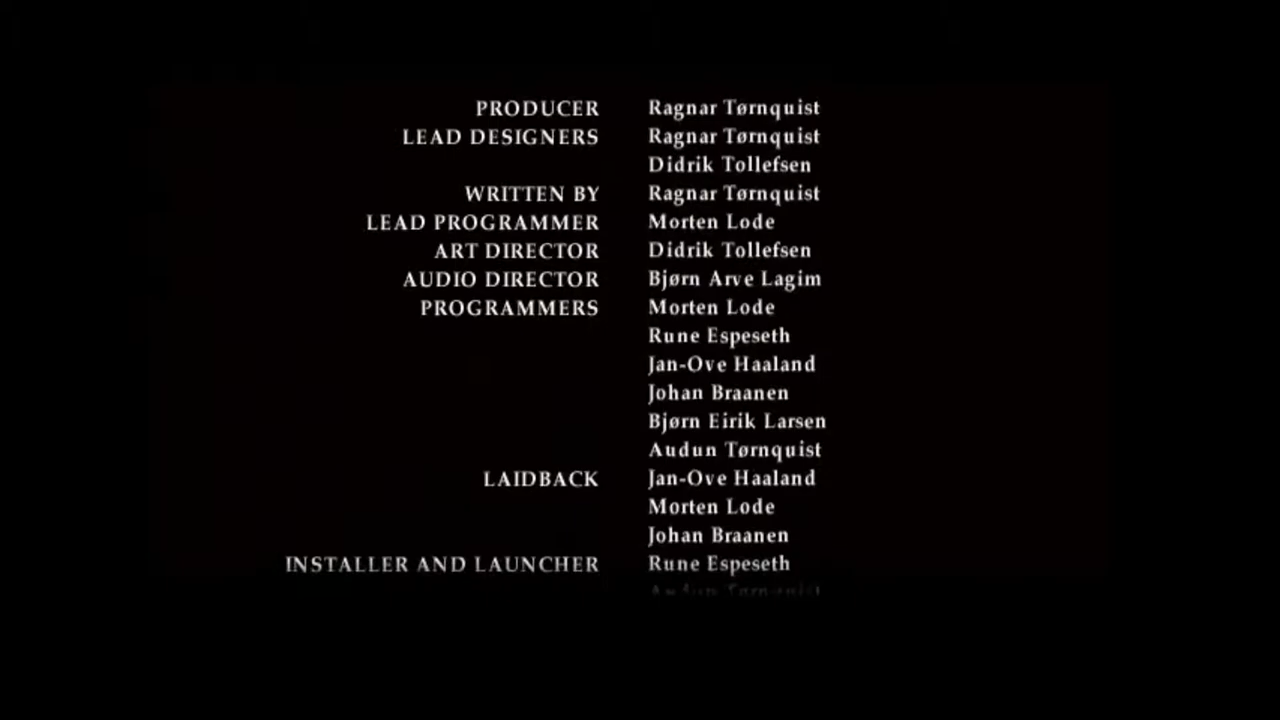 PRODUCER Ragnar Tørnquist
LEAD DESIGNERS Ragnar Tørnquist
Didrik Tollefsen
WRITTEN BY Ragnar Tørnquist
LEAD PROGRAMMER Morten Lode
ART DIRECTOR Didrik Tollefsen
AUDIO DIRECTOR Bjørn Arve Lagim
PROGRAMMERS Morten Lode
Rune Espeseth
Jan-Ove Haaland
Johan Braanen
Bjørn Eirik Larsen
Audun Tørnquist
LAIDBACK Jan-Ove Haaland
Morten Lode
Johan Braanen
INSTALLER AND LAUNCHER Rune Espeseth
Audun Tørnquist